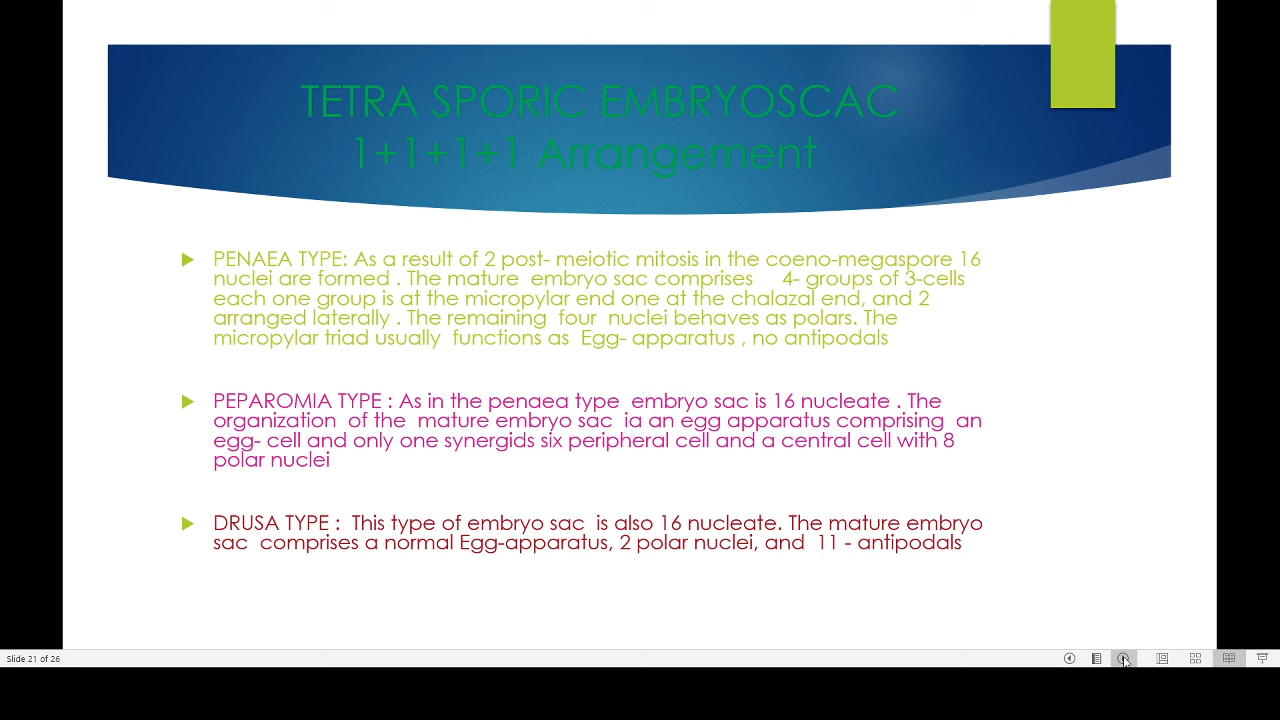 TETRA SPORIC EMBRYOSCAC
1+1+1+1 Arrangement
PENAEA TYPE: As a result of 2 post- meiotic mitosis in the coeno-megaspore 16
nuclei are formed . The mature embryo sac comprises 4- groups of 3-cells
each one group is at the micropylar end one at the chalazal end, and 2
arranged laterally . The remaining four nuclei behaves as polars. The
micropylar triad usually functions as Egg- apparatus , no antipodals
PEPAROMIA TYPE : As in the penaea type embryo sac is 16 nucleate . The
organization of the mature embryo sac ia an egg apparatus comprising an
egg- cell and only one synergids six peripheral cell and a central cell with 8
polar nuclei
DRUSA TYPE : This type of embryo sac is also 16 nucleate. The mature embryo
sac comprises a normal Egg-apparatus, 2 polar nuclei, and 11 - antipodals
Slide 21 of 26